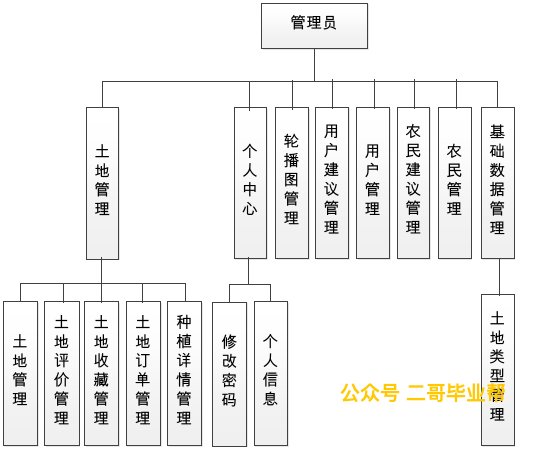 管理员
土地管理
个人中心
轮播图管理
用户建议管理
用户管理
农民建议管理
农民管理
基础数据管理
土地管理
土地评价管理
土地收藏管理
土地订单管理
种植详情管理
修改密码
个人信息
土地类型管理
公众号 二哥毕业帮